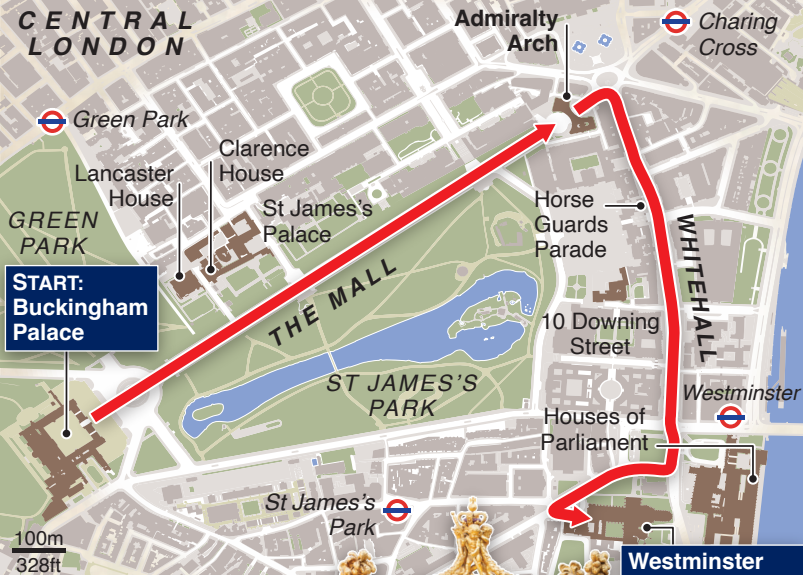 CENTRAL
LONDON
Admiralty
Arch
Charing
Cross
Green Park
Clarence
House
Lancaster
House
St James's
Palace
GREEN
PARK
Horse
Guards
Parade
WHITEHALL
START:
Buckingham
Palace
THE MALL
10 Downing
Street
ST JAMES'S
PARK
Westminster
Houses of
Parliament
St James's
Park
100m
328ft
Westminster